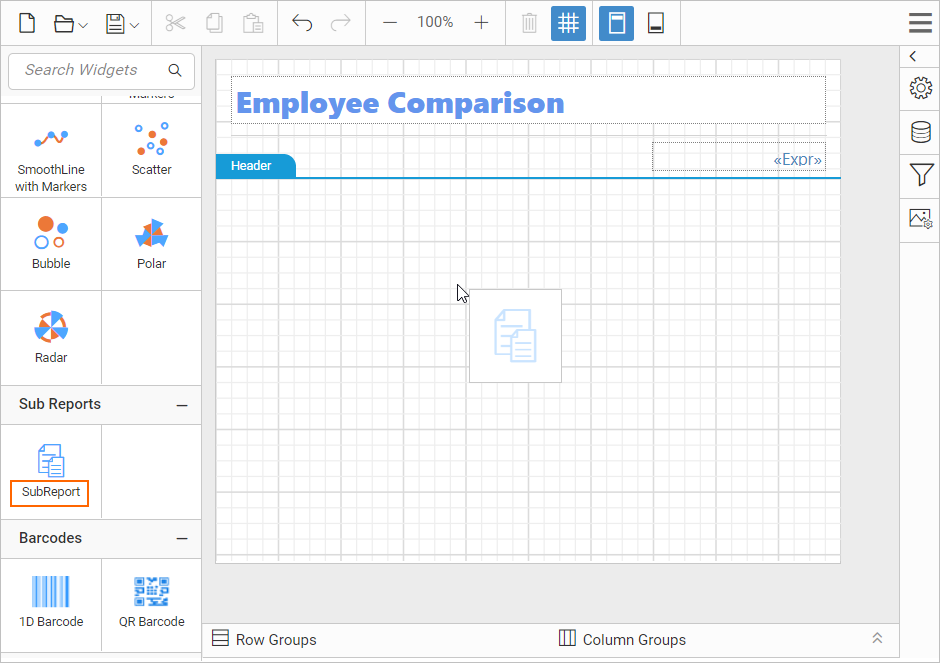 100%
Search Widgets
Markers
SmoothLine
with Markers
Scatter
Bubble
Polar
Radar
Sub Reports
SubReport
Barcodes
1D Barcode
QR Barcode
Employee Comparison
Header
«Expr»
Row Groups
Column Groups